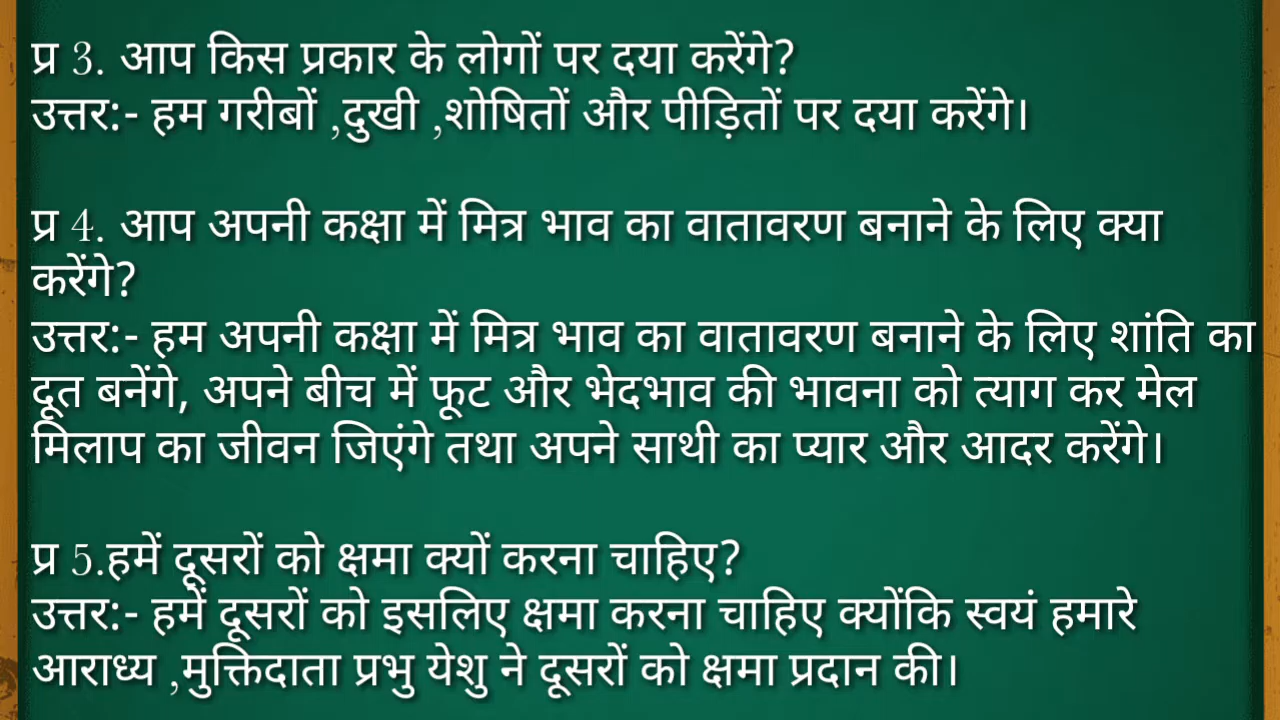 प्र 3. आप किस प्रकार के लोगों पर दया करेंगे?
उत्तर:- हम गरीबों ,दुखी ,शोषितों और पीड़ितों पर दया करेंगे।
प्र 4. आप अपनी कक्षा में मित्र भाव का वातावरण बनाने के लिए क्या
करेंगे?
उत्तर:- हम अपनी कक्षा में मित्र भाव का वातावरण बनाने के लिए शांति का
दूत बनेंगे, अपने बीच में फूट और भेदभाव की भावना को त्याग कर मेल
मिलाप का जीवन जिएंगे तथा अपने साथी का प्यार और आदर करेंगे।
प्र 5.हमें दूसरों को क्षमा क्यों करना चाहिए?
उत्तर:- हमें दूसरों को इसलिए क्षमा करना चाहिए क्योंकि स्वयं हमारे
आराध्य ,मुक्तिदाता प्रभु येशु ने दूसरों को क्षमा प्रदान की।